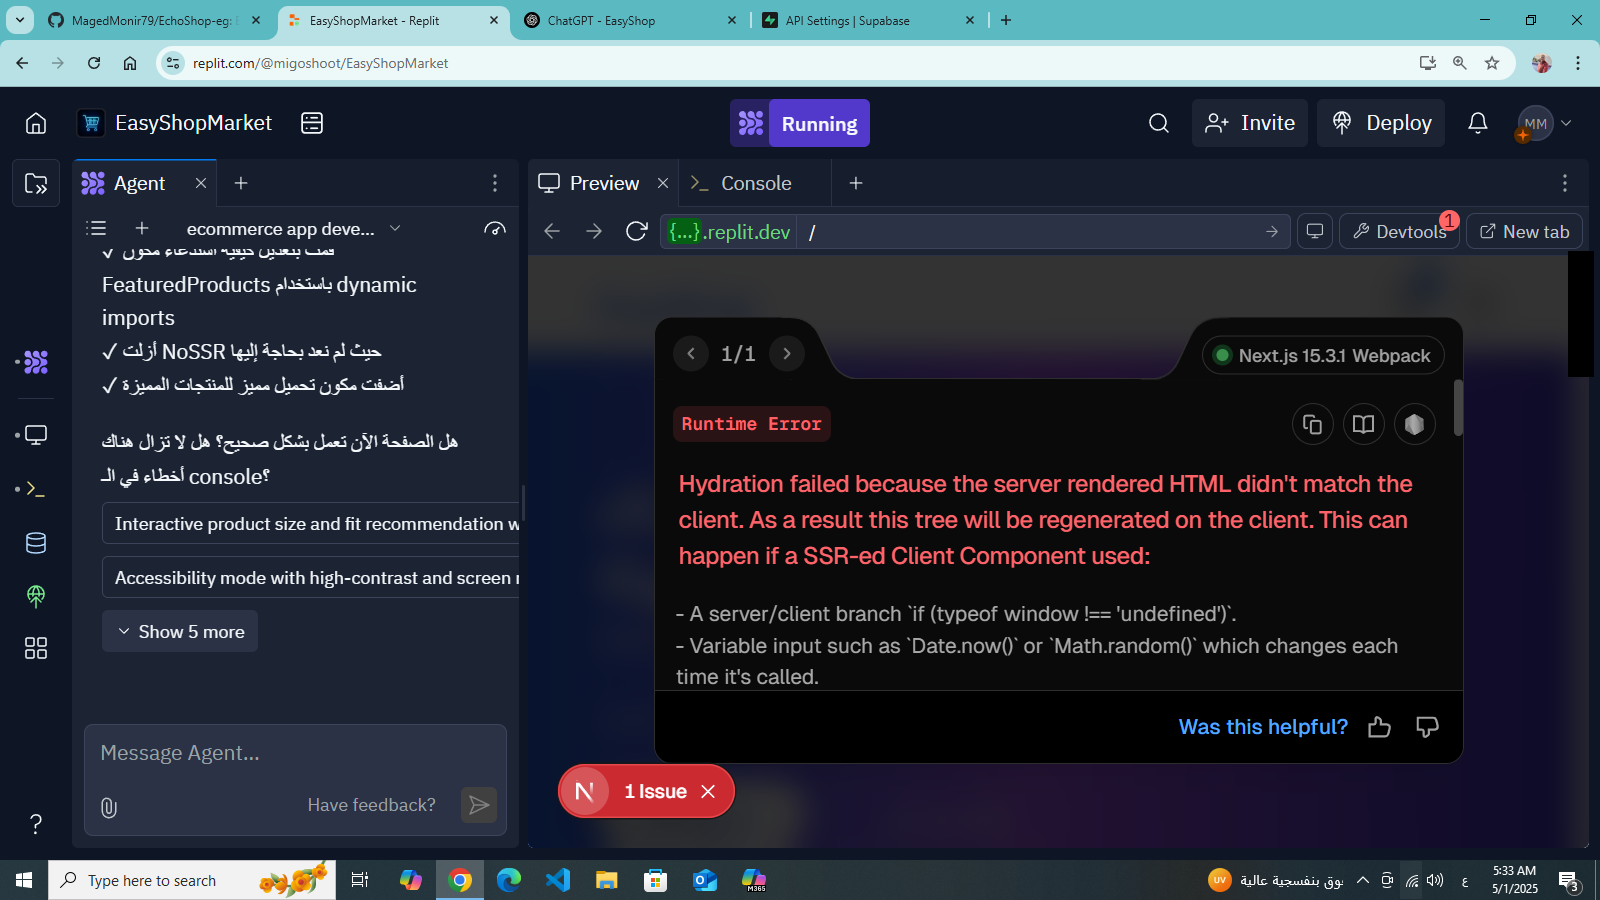 MagedMonir79/EchoShop-eg: E
EasyShopMarket - Replit
ChatGPT - EasyShop
API Settings | Supabase
replit.com/@migoshoot/EasyShopMarket
EasyShopMarket
Running
Invite
Deploy
MM
Agent
Preview
Console
ecommerce app deve...
{...}.replit.dev
/
Devtools
1
New tab
✓ قمت بتعديل كيفية استدعاء مكون
FeaturedProducts باستخدام dynamic
imports
✓ أزلت NoSSR حيث لم نعد بحاجة إليها
✓ أضفت مكون تحميل مميز للمنتجات المميزة
هل الصفحة الآن تعمل بشكل صحيح؟ هل لا تزال هناك
أخطاء في الـ console؟
Interactive product size and fit recommendation w
Accessibility mode with high-contrast and screen r
Show 5 more
Message Agent...
Have feedback?
1/1
Next.js 15.3.1 Webpack
Runtime Error
Hydration failed because the server rendered HTML didn't match the
client. As a result this tree will be regenerated on the client. This can
happen if a SSR-ed Client Component used:
- A server/client branch `if (typeof window !== 'undefined')`.
- Variable input such as `Date.now()` or `Math.random()` which changes each
time it's called.
Was this helpful?
N
1 Issue
Type here to search
M365
UV
فوق بنفسجية عالية
ع
5:33 AM
5/1/2025
3